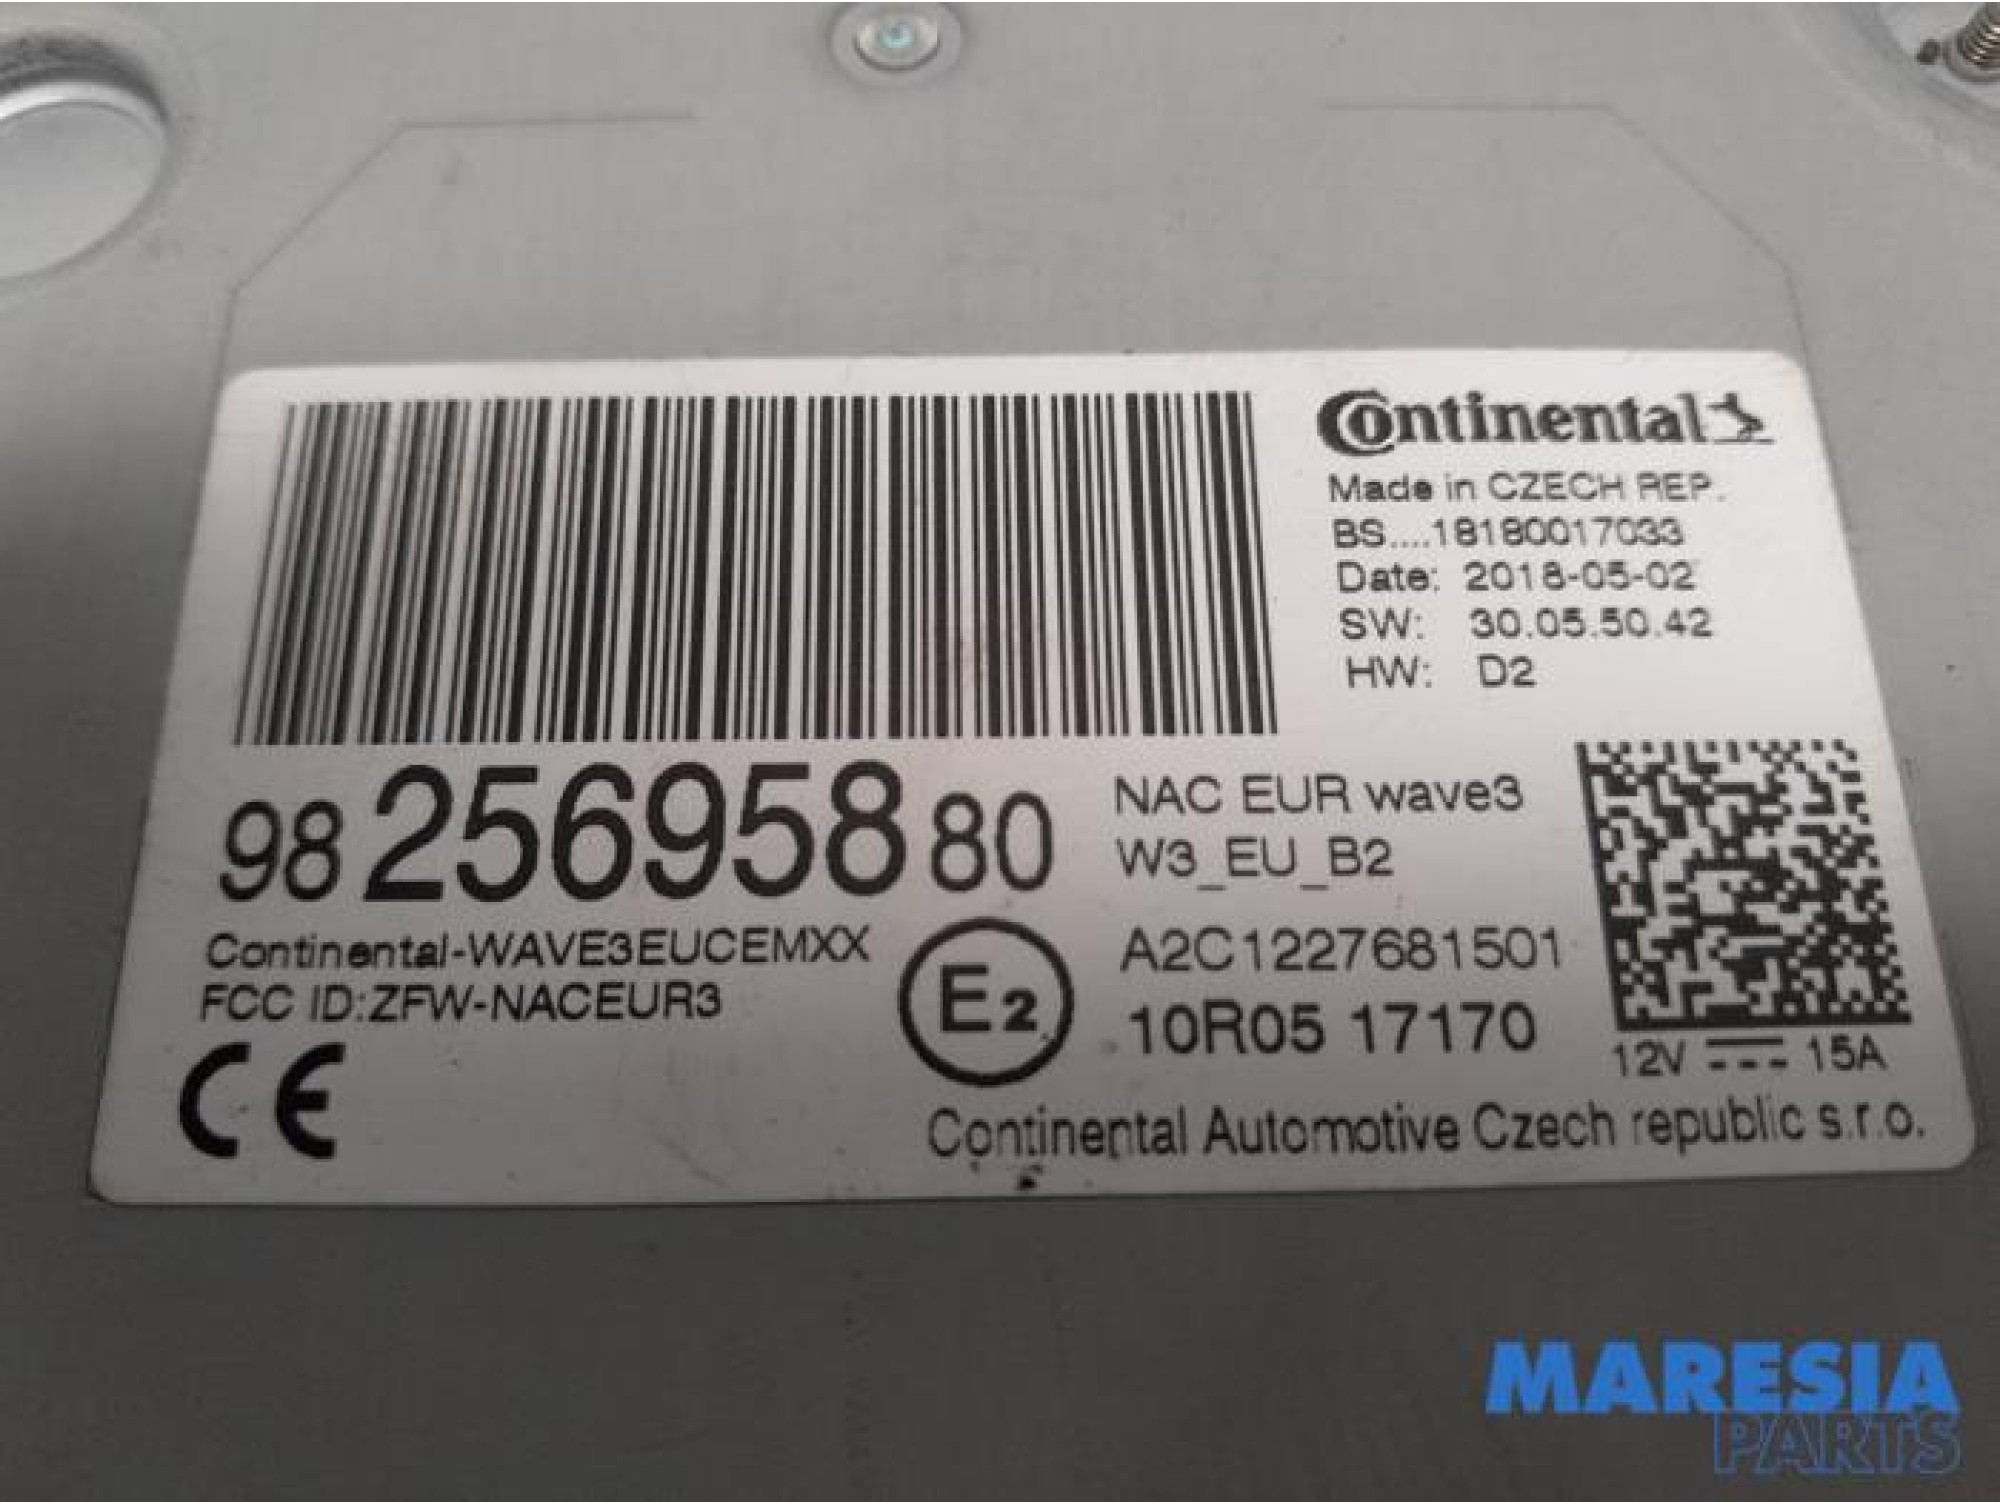 Continental
Made in CZECH REP.
BS....18180017033
Date: 2018-05-02
SW: 30.05.50.42
HW: D2
98 256958 80
NAC EUR wave3
W3_EU_B2
Continental-WAVE3EUCEMXX
FCC ID:ZFW-NACEUR3
E2
A2C1227681501
10R05 17170
12V 15A
CE
Continental Automotive Czech republic s.r.o.
MARESIA
PARTS